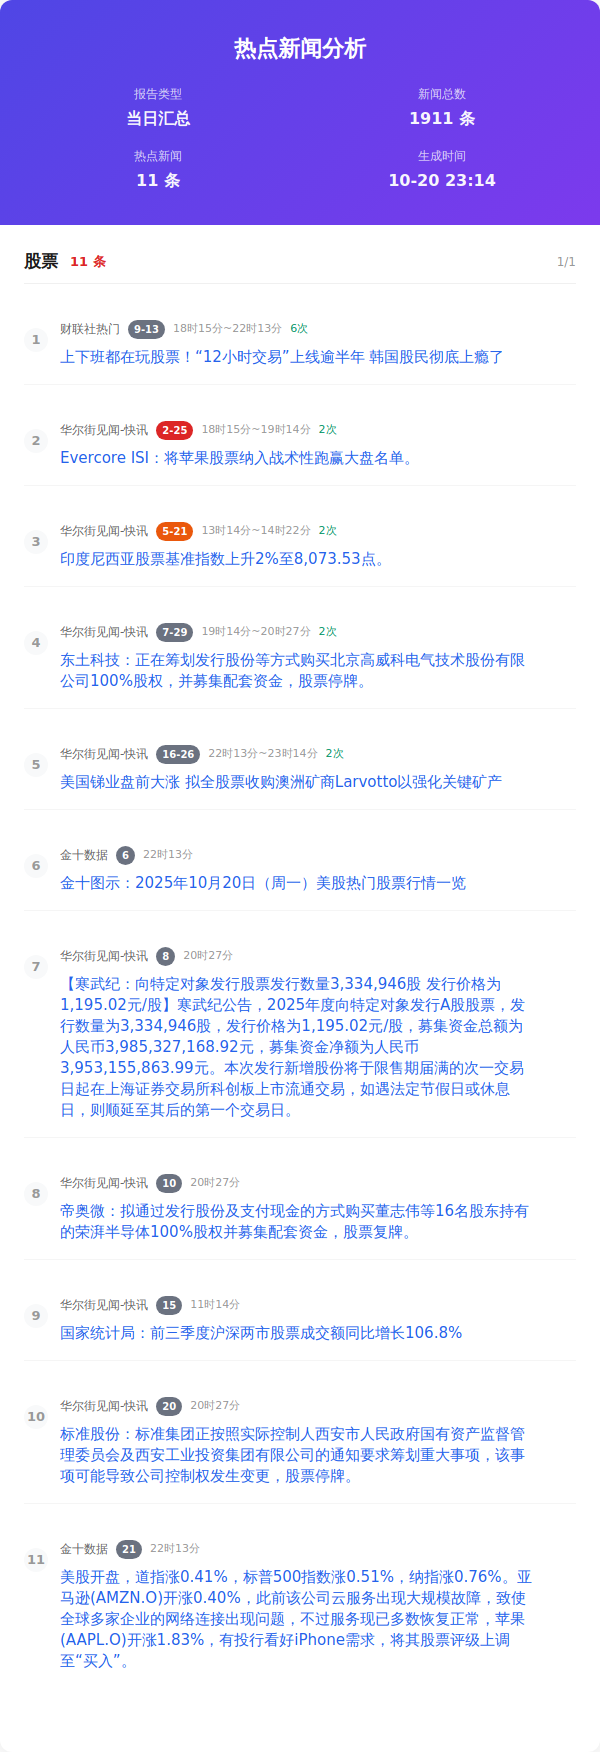 热点新闻分析
报告类型
新闻总数
当日汇总
1911 条
热点新闻
生成时间
11 条
10-20 23:14
股票 11 条 1/1
1
财联社热门 9-13 18时15分~22时13分 6次
上下班都在玩股票！“12小时交易”上线逾半年 韩国股民彻底上瘾了
2
华尔街见闻-快讯 2-25 18时15分~19时14分 2次
Evercore ISI：将苹果股票纳入战术性跑赢大盘名单。
3
华尔街见闻-快讯 5-21 13时14分~14时22分 2次
印度尼西亚股票基准指数上升2%至8,073.53点。
4
华尔街见闻-快讯 7-29 19时14分~20时27分 2次
东土科技：正在筹划发行股份等方式购买北京高威科电气技术股份有限
公司100%股权，并募集配套资金，股票停牌。
5
华尔街见闻-快讯 16-26 22时13分~23时14分 2次
美国锑业盘前大涨 拟全股票收购澳洲矿商Larvotto以强化关键矿产
6
金十数据 6 22时13分
金十图示：2025年10月20日（周一）美股热门股票行情一览
7
华尔街见闻-快讯 8 20时27分
【寒武纪：向特定对象发行股票发行数量3,334,946股 发行价格为
1,195.02元/股】寒武纪公告，2025年度向特定对象发行A股股票，发
行数量为3,334,946股，发行价格为1,195.02元/股，募集资金总额为
人民币3,985,327,168.92元，募集资金净额为人民币
3,953,155,863.99元。本次发行新增股份将于限售期届满的次一交易
日起在上海证券交易所科创板上市流通交易，如遇法定节假日或休息
日，则顺延至其后的第一个交易日。
8
华尔街见闻-快讯 10 20时27分
帝奥微：拟通过发行股份及支付现金的方式购买董志伟等16名股东持有
的荣湃半导体100%股权并募集配套资金，股票复牌。
9
华尔街见闻-快讯 15 11时14分
国家统计局：前三季度沪深两市股票成交额同比增长106.8%
10
华尔街见闻-快讯 20 20时27分
标准股份：标准集团正按照实际控制人西安市人民政府国有资产监督管
理委员会及西安工业投资集团有限公司的通知要求筹划重大事项，该事
项可能导致公司控制权发生变更，股票停牌。
11
金十数据 21 22时13分
美股开盘，道指涨0.41%，标普500指数涨0.51%，纳指涨0.76%。亚
马逊(AMZN.O)开涨0.40%，此前该公司云服务出现大规模故障，致使
全球多家企业的网络连接出现问题，不过服务现已多数恢复正常，苹果
(AAPL.O)开涨1.83%，有投行看好iPhone需求，将其股票评级上调
至“买入”。